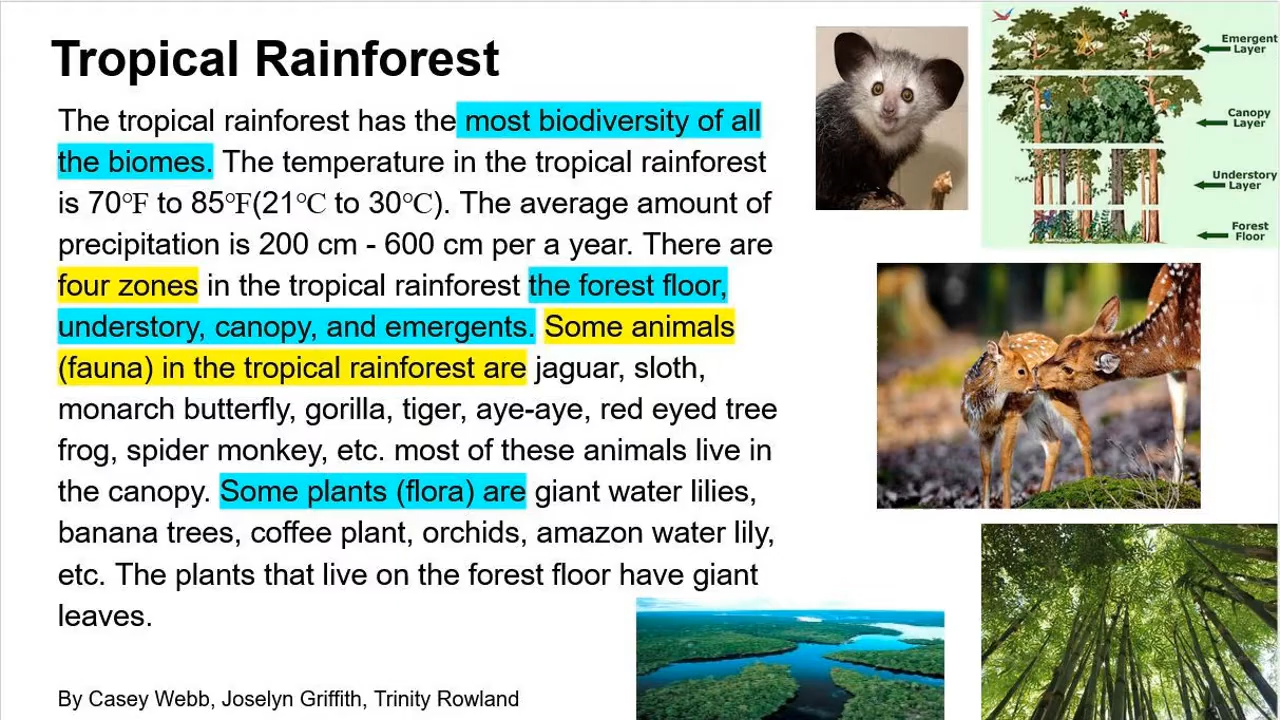 Tropical Rainforest
The tropical rainforest has the most biodiversity of all
the biomes. The temperature in the tropical rainforest
is 70℉ to 85℉(21℃ to 30℃). The average amount of
precipitation is 200 cm - 600 cm per a year. There are
four zones in the tropical rainforest the forest floor,
understory, canopy, and emergents. Some animals
(fauna) in the tropical rainforest are jaguar, sloth,
monarch butterfly, gorilla, tiger, aye-aye, red eyed tree
frog, spider monkey, etc. most of these animals live in
the canopy. Some plants (flora) are giant water lilies,
banana trees, coffee plant, orchids, amazon water lily,
etc. The plants that live on the forest floor have giant
leaves.
By Casey Webb, Joselyn Griffith, Trinity Rowland
Emergent
Layer
Canopy
Layer
Understory
Layer
Forest
Floor